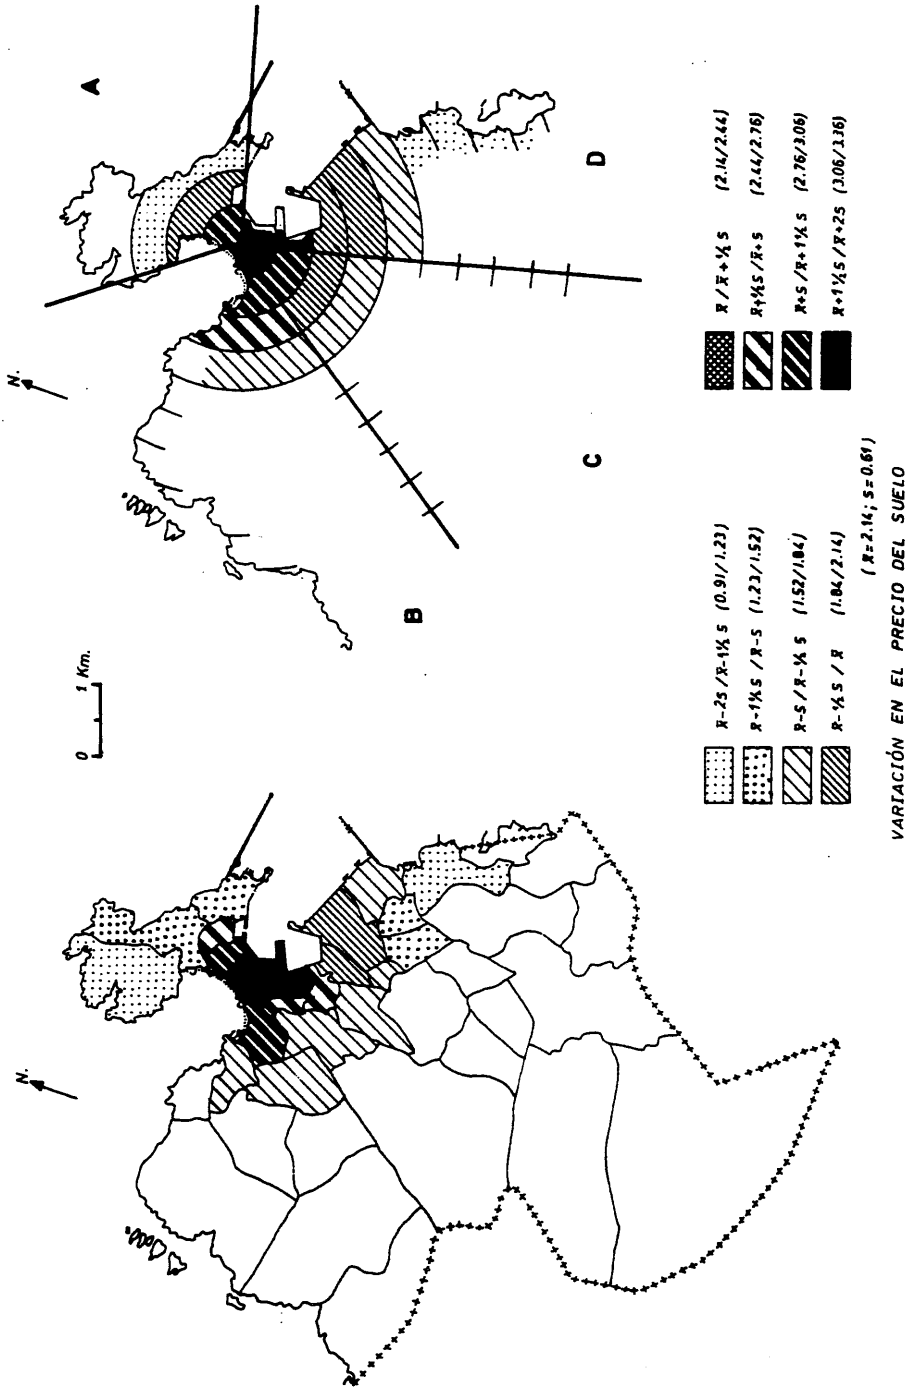 N.
A
B
C
D
N.
0 1 Km.
X̄-2S/X̄-1½ S (0.91/1.23)
X̄-1½S/X̄-S (1.23/1.52)
X̄-S/X̄-½ S (1.52/1.84)
X̄-½ S/X̄ (1.84/2.14)
X̄/X̄+½ S (2.14/2.44)
X̄+½S/X̄+S (2.44/2.76)
X̄+S/X̄+1½ S (2.76/3.06)
X̄+1½S/X̄+2S (3.06/3.36)
(X̄=2.14; S=0.61)
VARIACIÓN EN EL PRECIO DEL SUELO